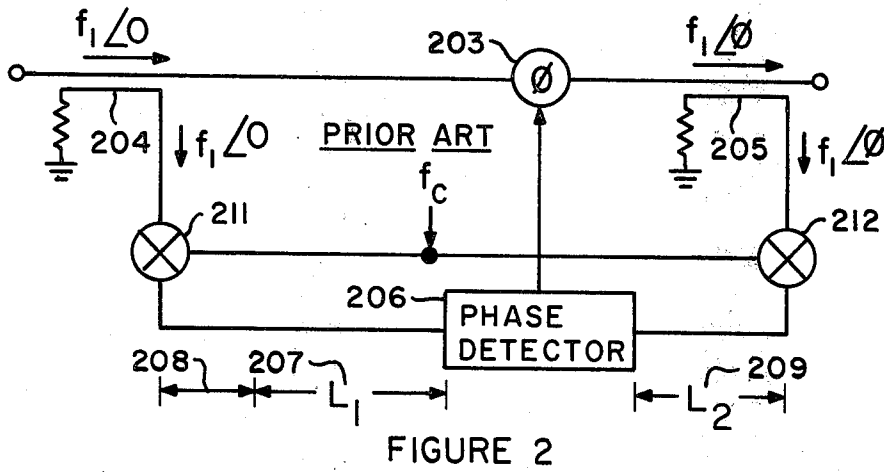 f₁∠0
203
f₁∠Ø
Ø
204
f₁∠0
PRIOR ART
205
f₁∠Ø
f_C
211
212
206
PHASE
DETECTOR
208
207
209
L₁
L₂
FIGURE 2